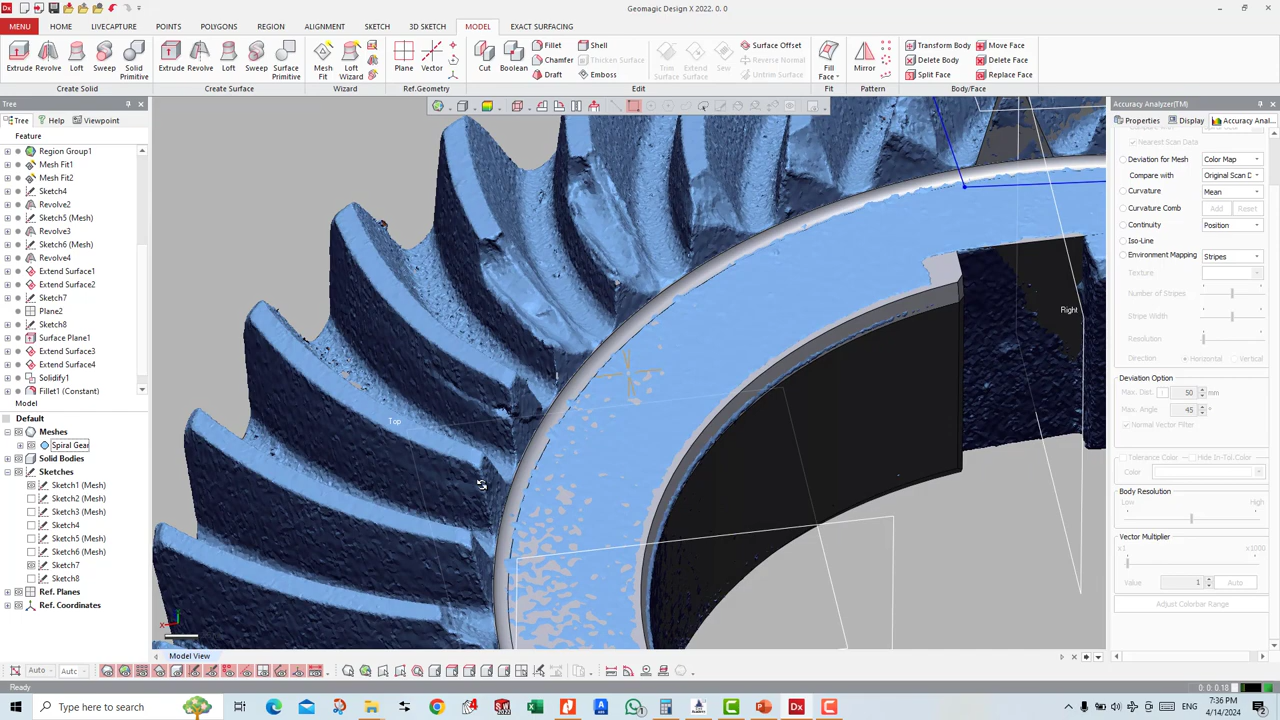 Geomagic Design X 2022. 0. 0
MENU HOME LIVECAPTURE POINTS POLYGONS REGION ALIGNMENT SKETCH 3D SKETCH MODEL EXACT SURFACING
Extrude Revolve Loft Sweep Solid Primitive Extrude Revolve Loft Sweep Surface Primitive Mesh Fit Loft Wizard Plane Vector Cut Boolean Fillet Chamfer Draft Shell Thicken Surface Emboss Trim Surface Extend Surface Sew Surface Offset Reverse Normal Untrim Surface Fill Face Mirror Transform Body Delete Body Split Face Move Face Delete Face Replace Face
Create Solid Create Surface Wizard Ref.Geometry Edit Fit Pattern Body/Face
Tree
Tree Help Viewpoint
Feature
Region Group1
Mesh Fit1
Mesh Fit2
Sketch4
Revolve2
Sketch5 (Mesh)
Revolve3
Sketch6 (Mesh)
Revolve4
Extend Surface1
Extend Surface2
Sketch7
Plane2
Sketch8
Surface Plane1
Extend Surface3
Extend Surface4
Solidify1
Fillet1 (Constant)
Model
Default
Meshes
Spiral Gear
Solid Bodies
Sketches
Sketch1 (Mesh)
Sketch2 (Mesh)
Sketch3 (Mesh)
Sketch4
Sketch5 (Mesh)
Sketch6 (Mesh)
Sketch7
Sketch8
Ref. Planes
Ref. Coordinates
Top
Right
Model View
Accuracy Analyzer(TM)
Properties Display Accuracy Anal...
Nearest Scan Data
Deviation for Mesh Color Map
Compare with Original Scan D
Curvature Mean
Curvature Comb Add Reset
Continuity Position
Iso-Line
Environment Mapping Stripes
Texture
Number of Stripes
Stripe Width
Resolution
Direction Horizontal Vertical
Deviation Option
Max. Dist. 50 mm
Max. Angle 45 °
Normal Vector Filter
Tolerance Color Hide In-Tol.Color
Color
Body Resolution
Low High
Vector Multiplier
x1 x1000
Value 1 Auto
Adjust Colorbar Range
Auto
Ready 0: 0: 0.18
Type here to search
ENG 7:36 PM
4/14/2024